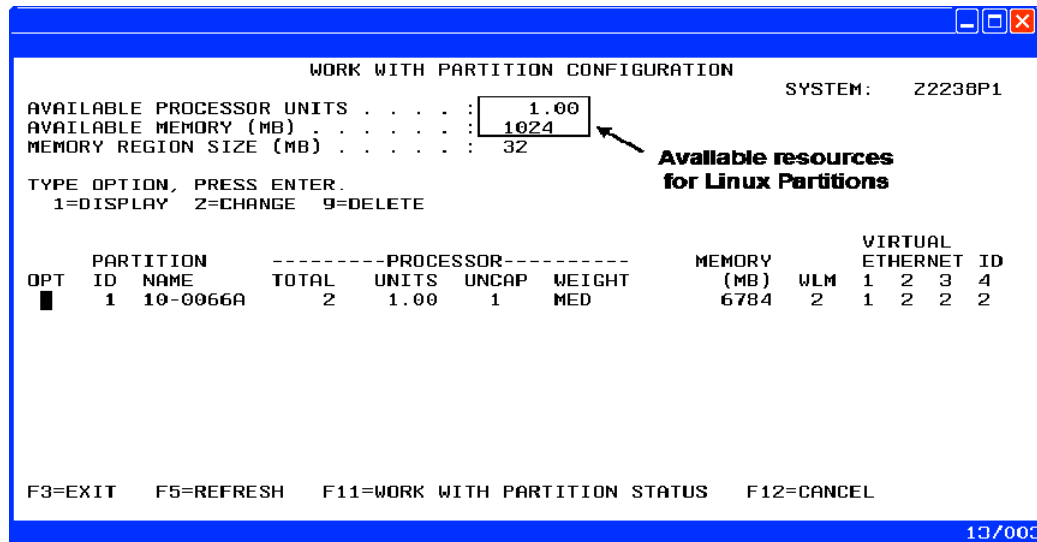 WORK WITH PARTITION CONFIGURATION
SYSTEM: Z2238P1
AVAILABLE PROCESSOR UNITS . . . . : 1.00
AVAILABLE MEMORY (MB) . . . . . . : 1024
MEMORY REGION SIZE (MB) . . . . . : 32
Available resources
for Linux Partitions
TYPE OPTION, PRESS ENTER.
1=DISPLAY 2=CHANGE 9=DELETE
VIRTUAL
PARTITION ---------PROCESSOR---------- MEMORY ETHERNET ID
OPT ID NAME TOTAL UNITS UNCAP WEIGHT (MB) WLM 1 2 3 4
1 10-0066A 2 1.00 1 MED 6784 2 1 2 2 2
F3=EXIT F5=REFRESH F11=WORK WITH PARTITION STATUS F12=CANCEL
13/003